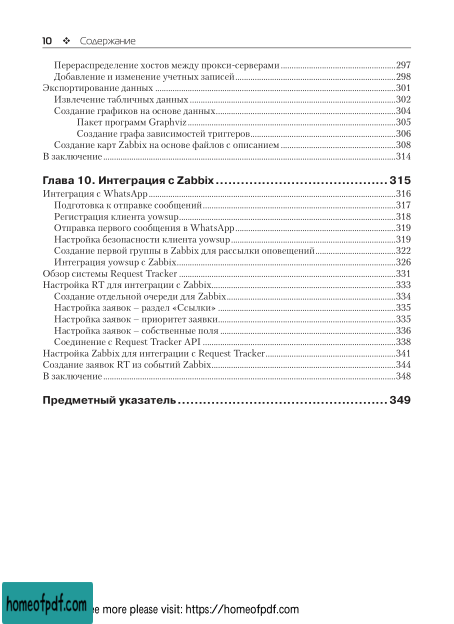 10 ❖ Содержание
Перераспределение хостов между прокси-серверами....................297
Добавление и изменение учетных записей....................298
Экспортирование данных ....................301
Извлечение табличных данных....................302
Создание графиков на основе данных....................304
Пакет программ Graphviz....................305
Создание графа зависимостей триггеров....................306
Создание карт Zabbix на основе файлов с описанием ....................308
В заключение....................314
Глава 10. Интеграция с Zabbix....................315
Интеграция с WhatsApp....................316
Подготовка к отправке сообщений....................317
Регистрация клиента yowsup....................318
Отправка первого сообщения в WhatsApp....................319
Настройка безопасности клиента yowsup....................319
Создание первой группы в Zabbix для рассылки оповещений....................322
Интеграция yowsup с Zabbix....................326
Обзор системы Request Tracker ....................331
Настройка RT для интеграции с Zabbix....................333
Создание отдельной очереди для Zabbix....................334
Настройка заявок – раздел «Ссылки» ....................335
Настройка заявок – приоритет заявки....................335
Настройка заявок – собственные поля ....................336
Соединение с Request Tracker API ....................338
Настройка Zabbix для интеграции с Request Tracker....................341
Создание заявок RT из событий Zabbix....................344
В заключение....................348
Предметный указатель....................349
homeofpdf.com ee more please visit: https://homeofpdf.com